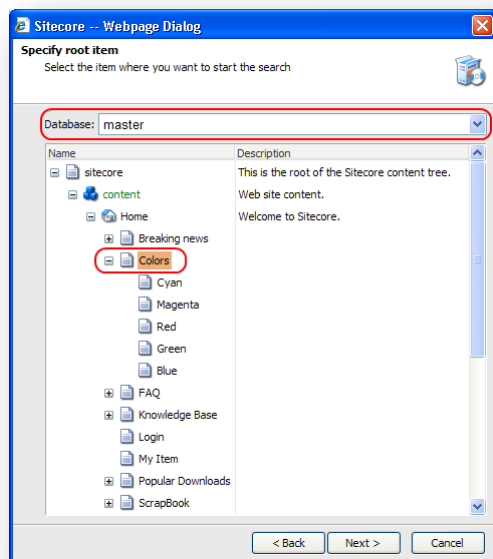 Sitecore -- Webpage Dialog
Specify root item
Select the item where you want to start the search
Database: master
Name Description
sitecore This is the root of the Sitecore content tree.
content Web site content.
Home Welcome to Sitecore.
Breaking news
Colors
Cyan
Magenta
Red
Green
Blue
FAQ
Knowledge Base
Login
My Item
Popular Downloads
ScrapBook
< Back Next > Cancel